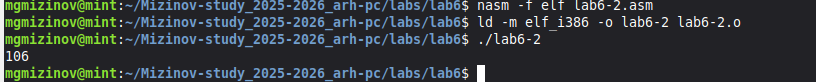 mgmizinov@mint:~/Mizinov-study_2025-2026_arh-pc/labs/lab6$ nasm -f elf lab6-2.asm
mgmizinov@mint:~/Mizinov-study_2025-2026_arh-pc/labs/lab6$ ld -m elf_i386 -o lab6-2 lab6-2.o
mgmizinov@mint:~/Mizinov-study_2025-2026_arh-pc/labs/lab6$ ./lab6-2
106
mgmizinov@mint:~/Mizinov-study_2025-2026_arh-pc/labs/lab6$